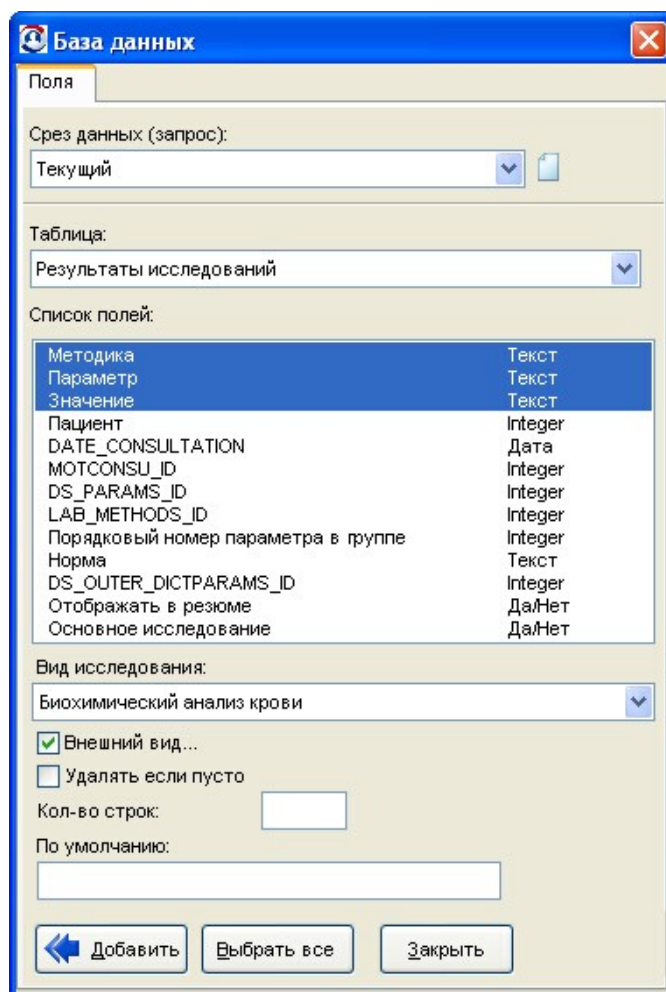 База данных
Поля
Срез данных (запрос):
Текущий
Таблица:
Результаты исследований
Список полей:
Методика Текст
Параметр Текст
Значение Текст
Пациент Integer
DATE_CONSULTATION Дата
MOTCONSU_ID Integer
DS_PARAMS_ID Integer
LAB_METHODS_ID Integer
Порядковый номер параметра в группе Integer
Норма Текст
DS_OUTER_DICTPARAMS_ID Integer
Отображать в резюме Да/Нет
Основное исследование Да/Нет
Вид исследования:
Биохимический анализ крови
Внешний вид...
Удалять если пусто
Кол-во строк:
По умолчанию:
Добавить Выбрать все Закрыть